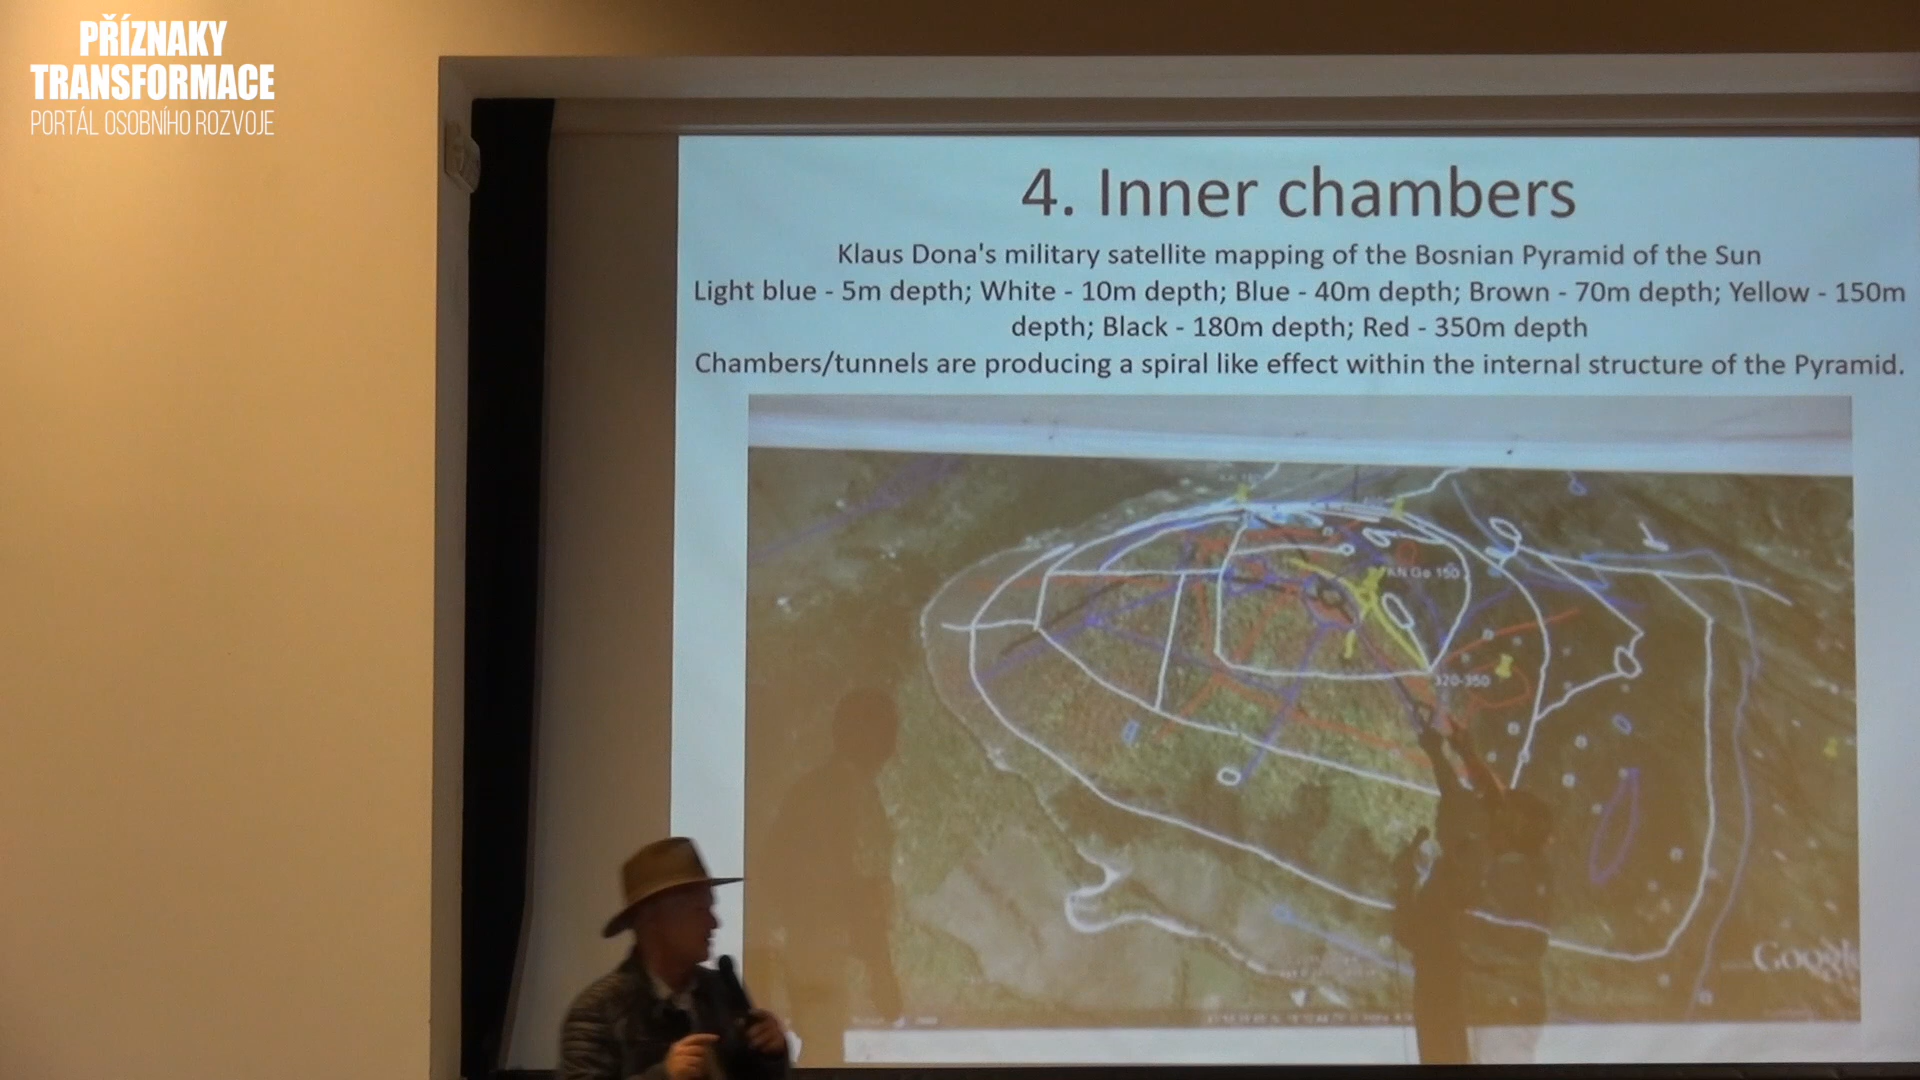 PŘÍZNAKY
TRANSFORMACE
PORTÁL OSOBNÍHO ROZVOJE
4. Inner chambers
Klaus Dona's military satellite mapping of the Bosnian Pyramid of the Sun
Light blue - 5m depth; White - 10m depth; Blue - 40m depth; Brown - 70m depth; Yellow - 150m
depth; Black - 180m depth; Red - 350m depth
Chambers/tunnels are producing a spiral like effect within the internal structure of the Pyramid.
150
320-350
Google